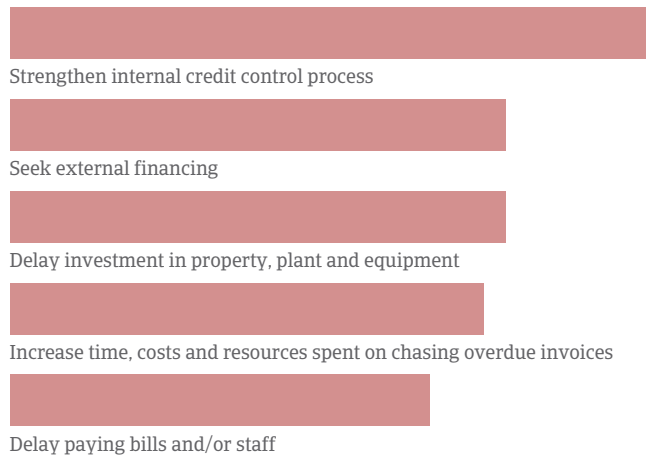 Strengthen internal credit control process
Seek external financing
Delay investment in property, plant and equipment
Increase time, costs and resources spent on chasing overdue invoices
Delay paying bills and/or staff